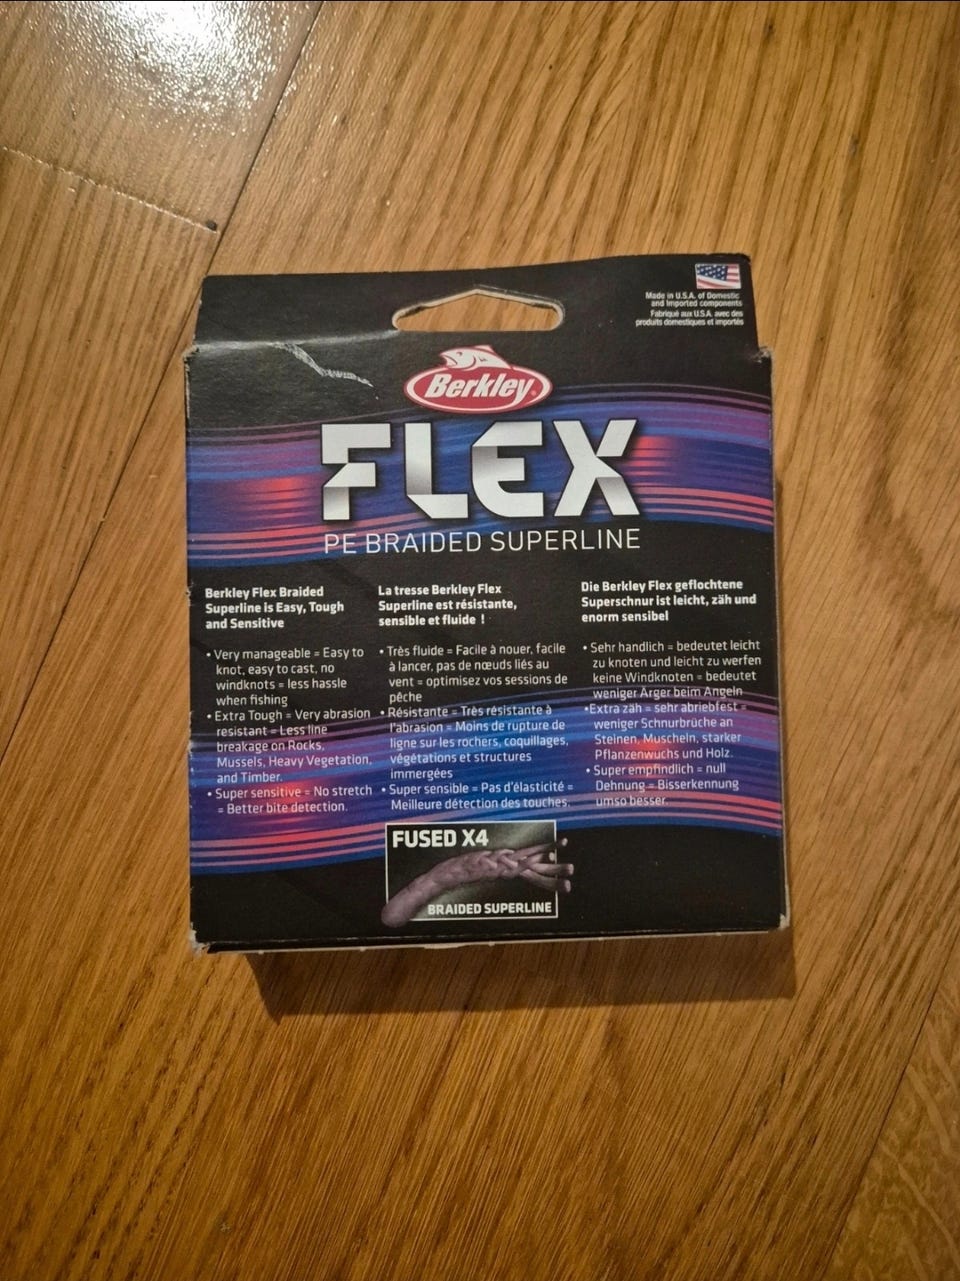 Made in U.S.A. of Domestic
and Imported components
Fabriqué aux U.S.A. avec des
produits domestiques et importés
Berkley
FLEX
PE BRAIDED SUPERLINE
Berkley Flex Braided
Superline is Easy, Tough
and Sensitive
• Very manageable = Easy to
knot, easy to cast, no
windknots = less hassle
when fishing
• Extra Tough = Very abrasion
resistant = Less line
breakage on Rocks,
Mussels, Heavy Vegetation,
and Timber.
• Super sensitive = No stretch
= Better bite detection.
La tresse Berkley Flex
Superline est résistante,
sensible et fluide !
• Très fluide = Facile à nouer, facile
à lancer, pas de nœuds liés au
vent = optimisez vos sessions de
pêche
• Résistante = Très résistante à
l'abrasion = Moins de rupture de
ligne sur les rochers, coquillages,
végétations et structures
immergées
• Super sensible = Pas d'élasticité =
Meilleure détection des touches.
Die Berkley Flex geflochtene
Superschnur ist leicht, zäh und
enorm sensibel
• Sehr handlich = bedeutet leicht
zu knoten und leicht zu werfen
keine Windknoten = bedeutet
weniger Ärger beim Angeln
•Extra zäh = sehr abriebfest =
weniger Schnurbrüche an
Steinen, Muscheln, starker
Pflanzenwuchs und Holz.
• Super empfindlich = null
Dehnung = Bisserkennung
umso besser.
FUSED X4
BRAIDED SUPERLINE